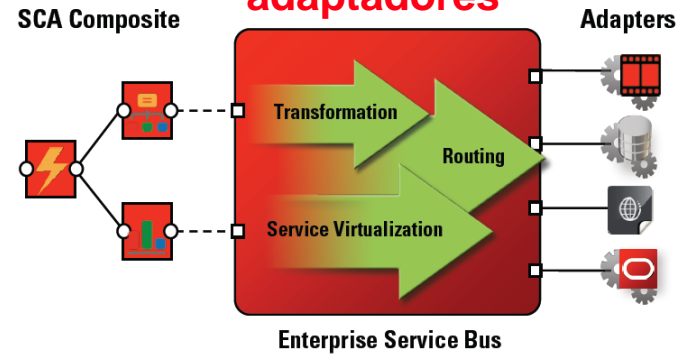 adaptadores
SCA Composite
Adapters
Transformation
Routing
Service Virtualization
Enterprise Service Bus